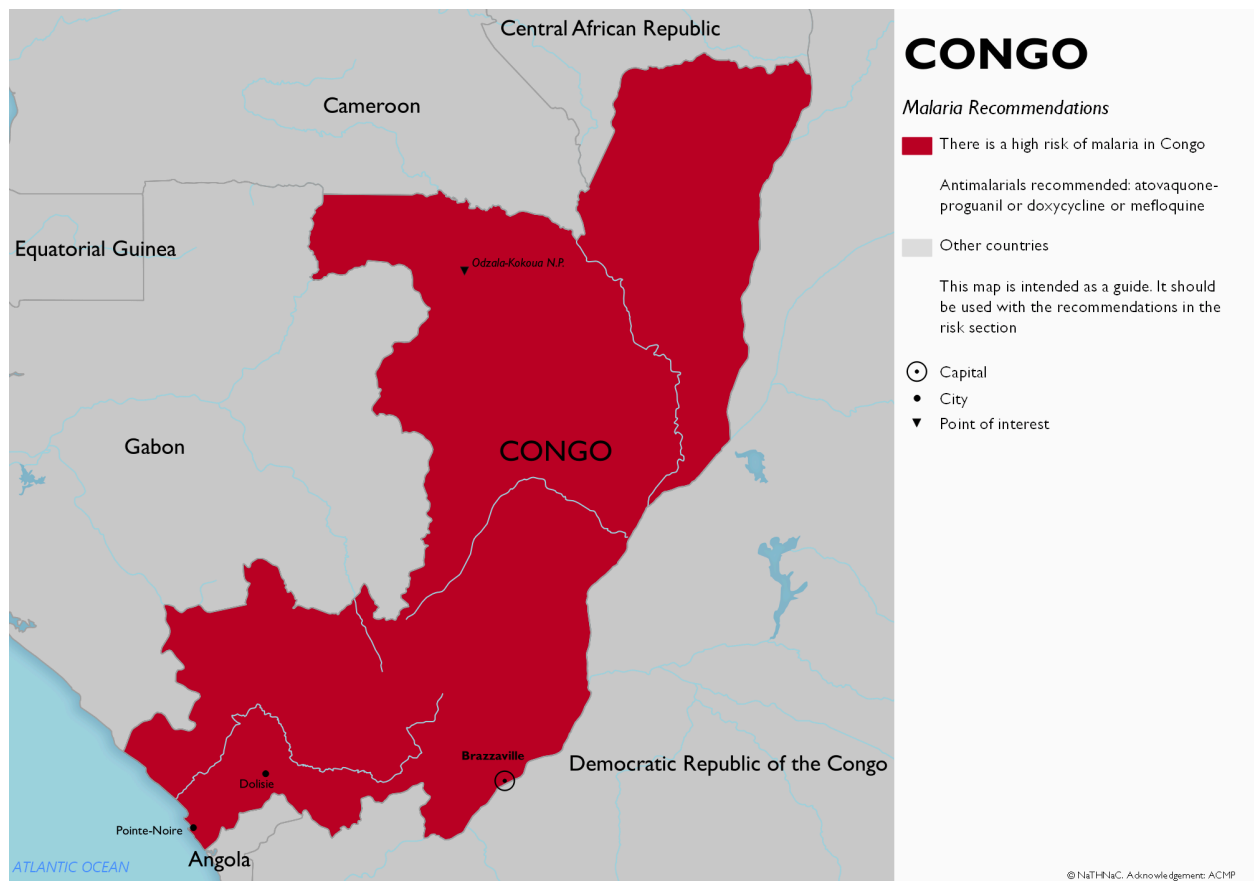 Central African Republic
Cameroon
Equatorial Guinea
Odzala-Kokoua N.P.
Gabon
CONGO
Brazzaville
Democratic Republic of the Congo
Dolisie
Pointe-Noire
Angola
ATLANTIC OCEAN
CONGO
Malaria Recommendations
There is a high risk of malaria in Congo
Antimalarials recommended: atovaquone-
proguanil or doxycycline or mefloquine
Other countries
This map is intended as a guide. It should
be used with the recommendations in the
risk section
Capital
City
Point of interest
© NaTHNaC. Acknowledgement: ACMP